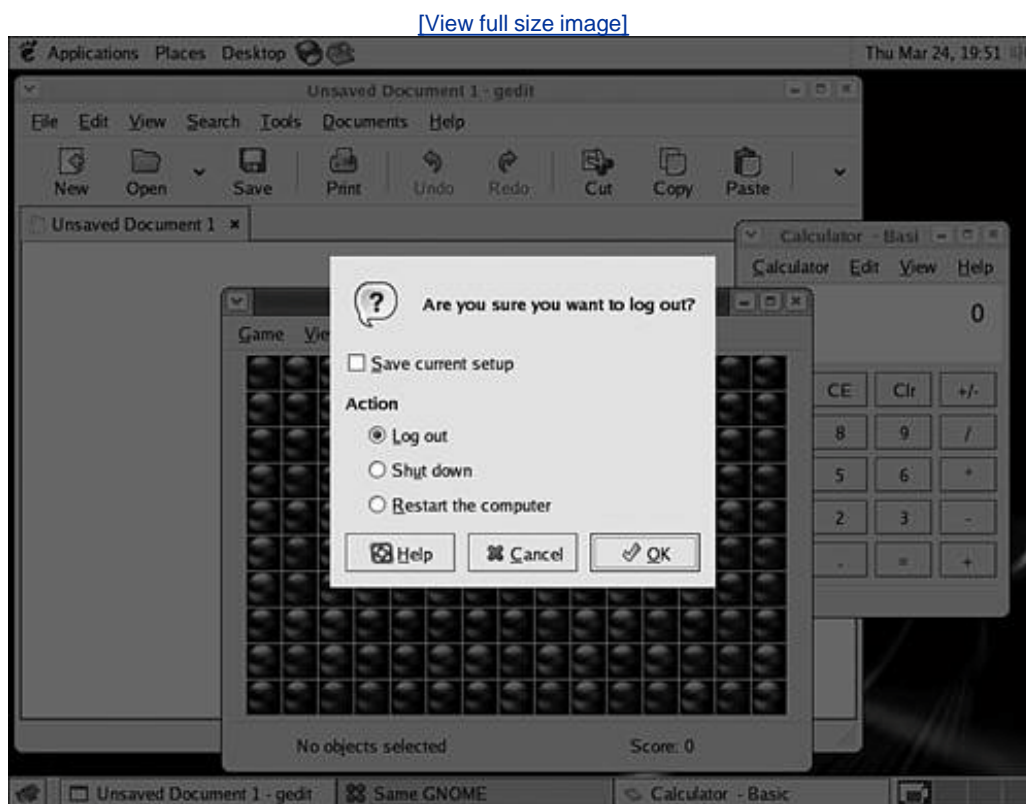 [View full size image]
Applications Places Desktop Thu Mar 24, 19:51
Unsaved Document 1 - gedit
File Edit View Search Tools Documents Help
New Open Save Print Undo Redo Cut Copy Paste
Unsaved Document 1
Calculator - Basi
Calculator Edit View Help
0
Are you sure you want to log out?
Game Vie
Save current setup
Action
Log out
Shut down
Restart the computer
Help Cancel OK
CE Clr +/-
8 9 /
5 6 *
2 3 -
. = +
No objects selected Score: 0
Unsaved Document 1 - gedit Same GNOME Calculator - Basic